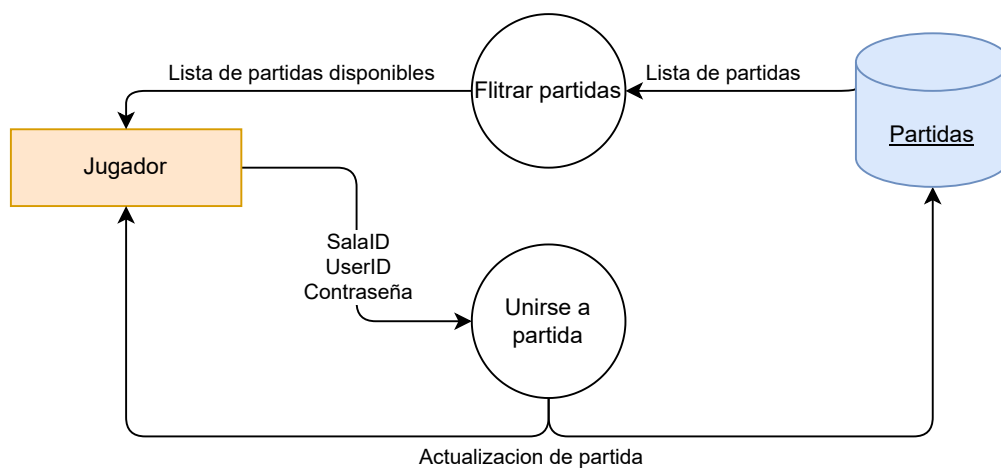 Lista de partidas disponibles
Flitrar partidas
Lista de partidas
Partidas
Jugador
SalaID
UserID
Contraseña
Unirse a
partida
Actualizacion de partida